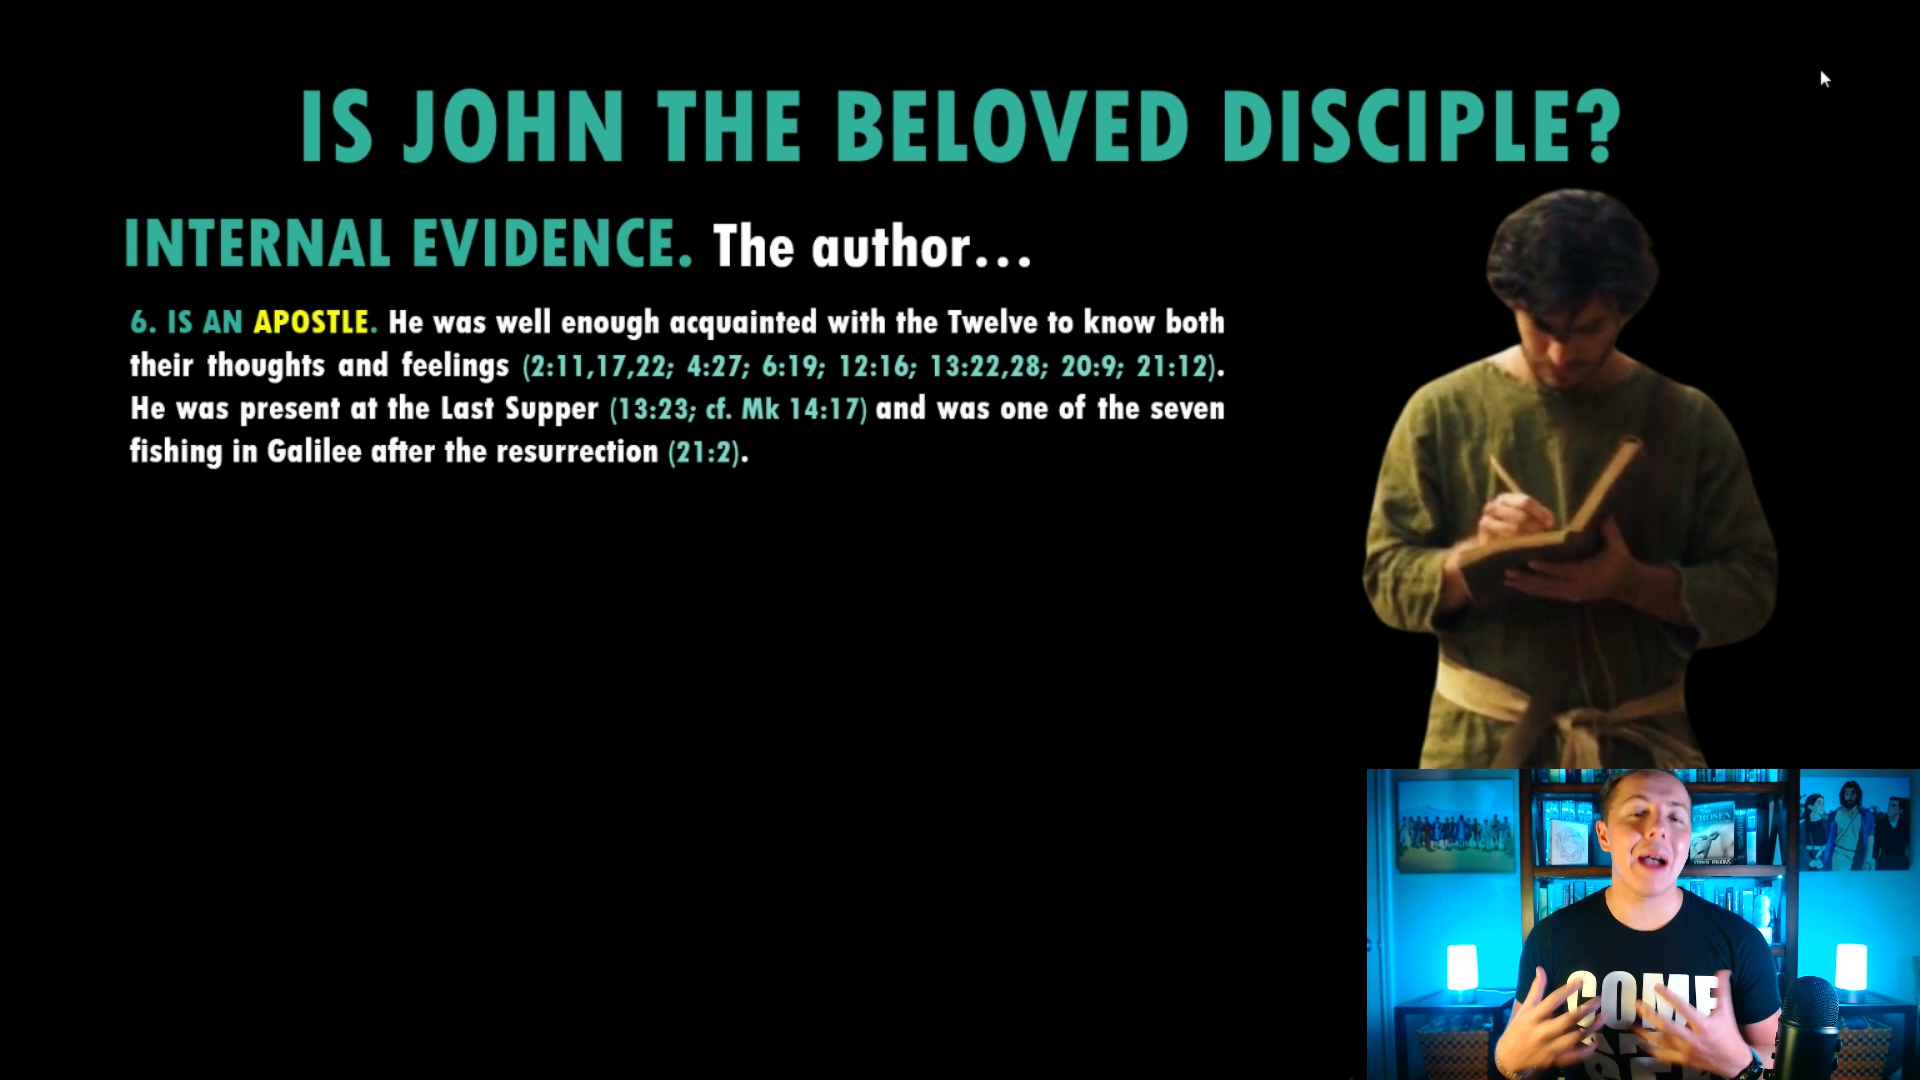 IS JOHN THE BELOVED DISCIPLE?
INTERNAL EVIDENCE. The author...
6. IS AN APOSTLE. He was well enough acquainted with the Twelve to know both
their thoughts and feelings (2:11,17,22; 4:27; 6:19; 12:16; 13:22,28; 20:9; 21:12).
He was present at the Last Supper (13:23; cf. Mk 14:17) and was one of the seven
fishing in Galilee after the resurrection (21:2).
CHOSEN
COME